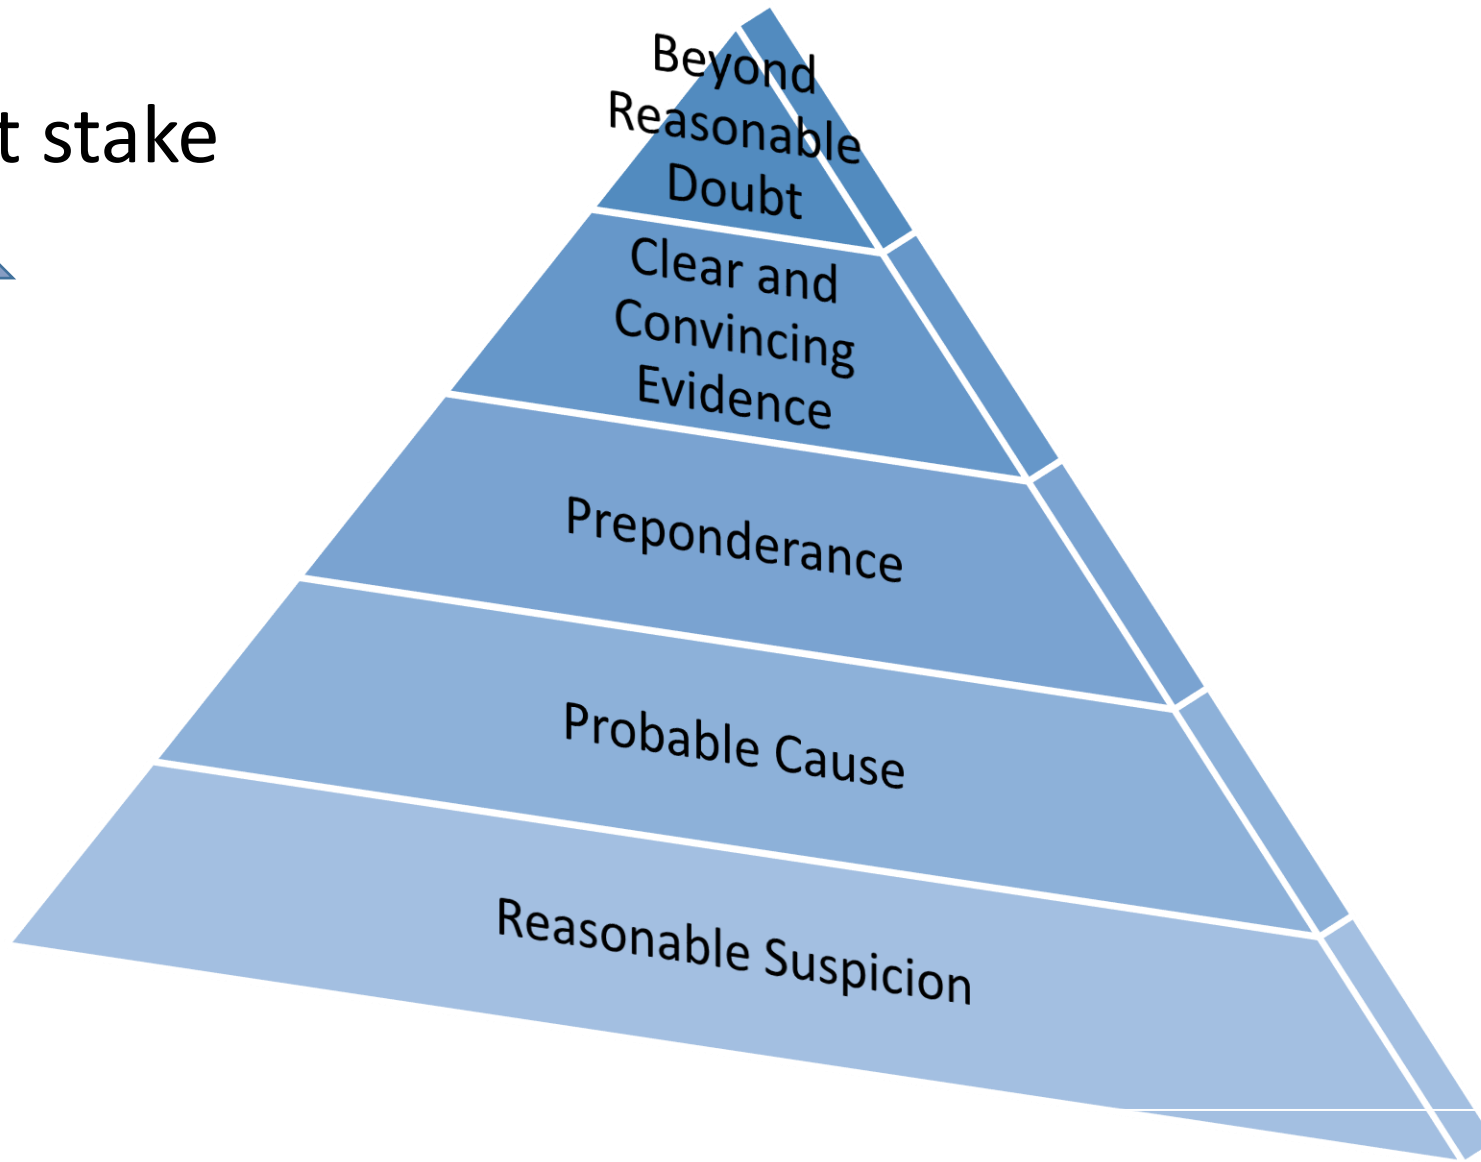 t stake
Beyond
Reasonable
Doubt
Clear and
Convincing
Evidence
Preponderance
Probable Cause
Reasonable Suspicion